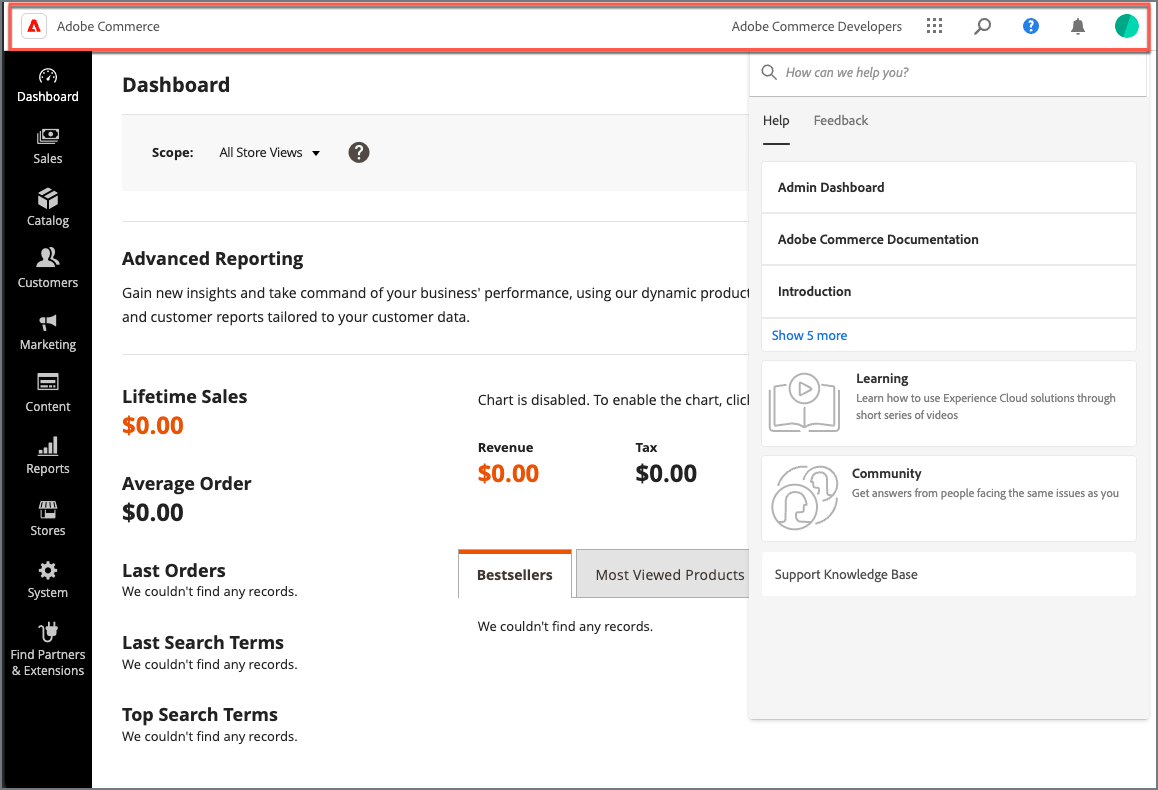 Adobe Commerce
Adobe Commerce Developers
Dashboard
Sales
Catalog
Customers
Marketing
Content
Reports
Stores
System
Find Partners
& Extensions
Dashboard
Scope:
All Store Views
?
Advanced Reporting
Gain new insights and take command of your business' performance, using our dynamic product
and customer reports tailored to your customer data.
Lifetime Sales
$0.00
Average Order
$0.00
Last Orders
We couldn't find any records.
Last Search Terms
We couldn't find any records.
Top Search Terms
We couldn't find any records.
Chart is disabled. To enable the chart, clic
Revenue
$0.00
Tax
$0.00
Bestsellers
Most Viewed Products
We couldn't find any records.
?
How can we help you?
Help
Feedback
Admin Dashboard
Adobe Commerce Documentation
Introduction
Show 5 more
Learning
Learn how to use Experience Cloud solutions through
short series of videos
Community
Get answers from people facing the same issues as you
Support Knowledge Base